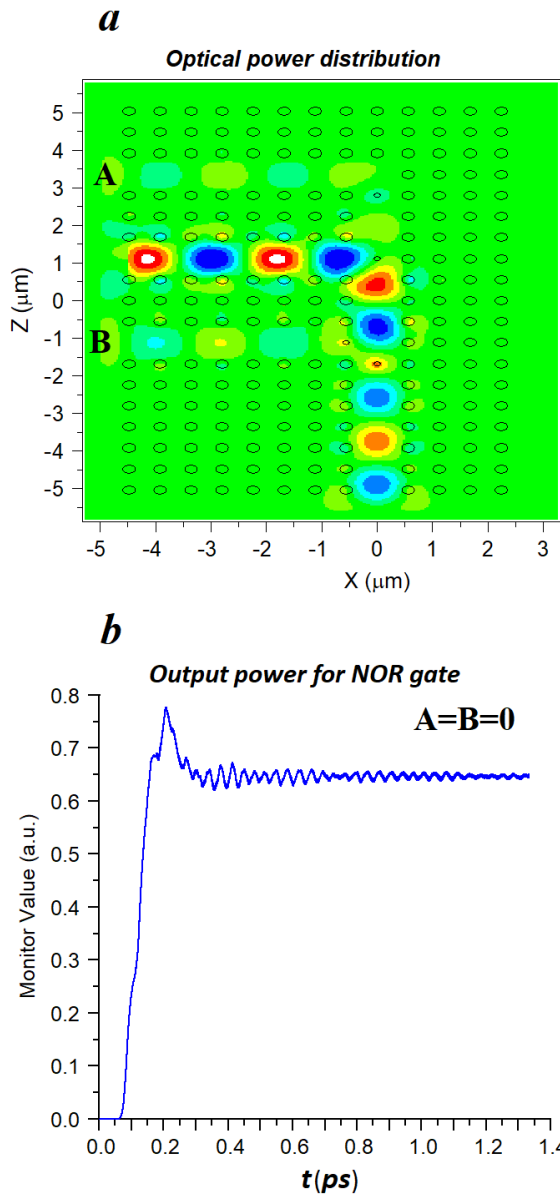 a
Optical power distribution
5
4
3
2
1
0
-1
-2
-3
-4
-5
Z (μm)
A
B
-5 -4 -3 -2 -1 0 1 2 3
X (μm)
b
Output power for NOR gate
A=B=0
0.8
0.7
0.6
0.5
0.4
0.3
0.2
0.1
0.0
Monitor Value (a.u.)
0.0 0.2 0.4 0.6 0.8 1.0 1.2 1.4
t(ps)